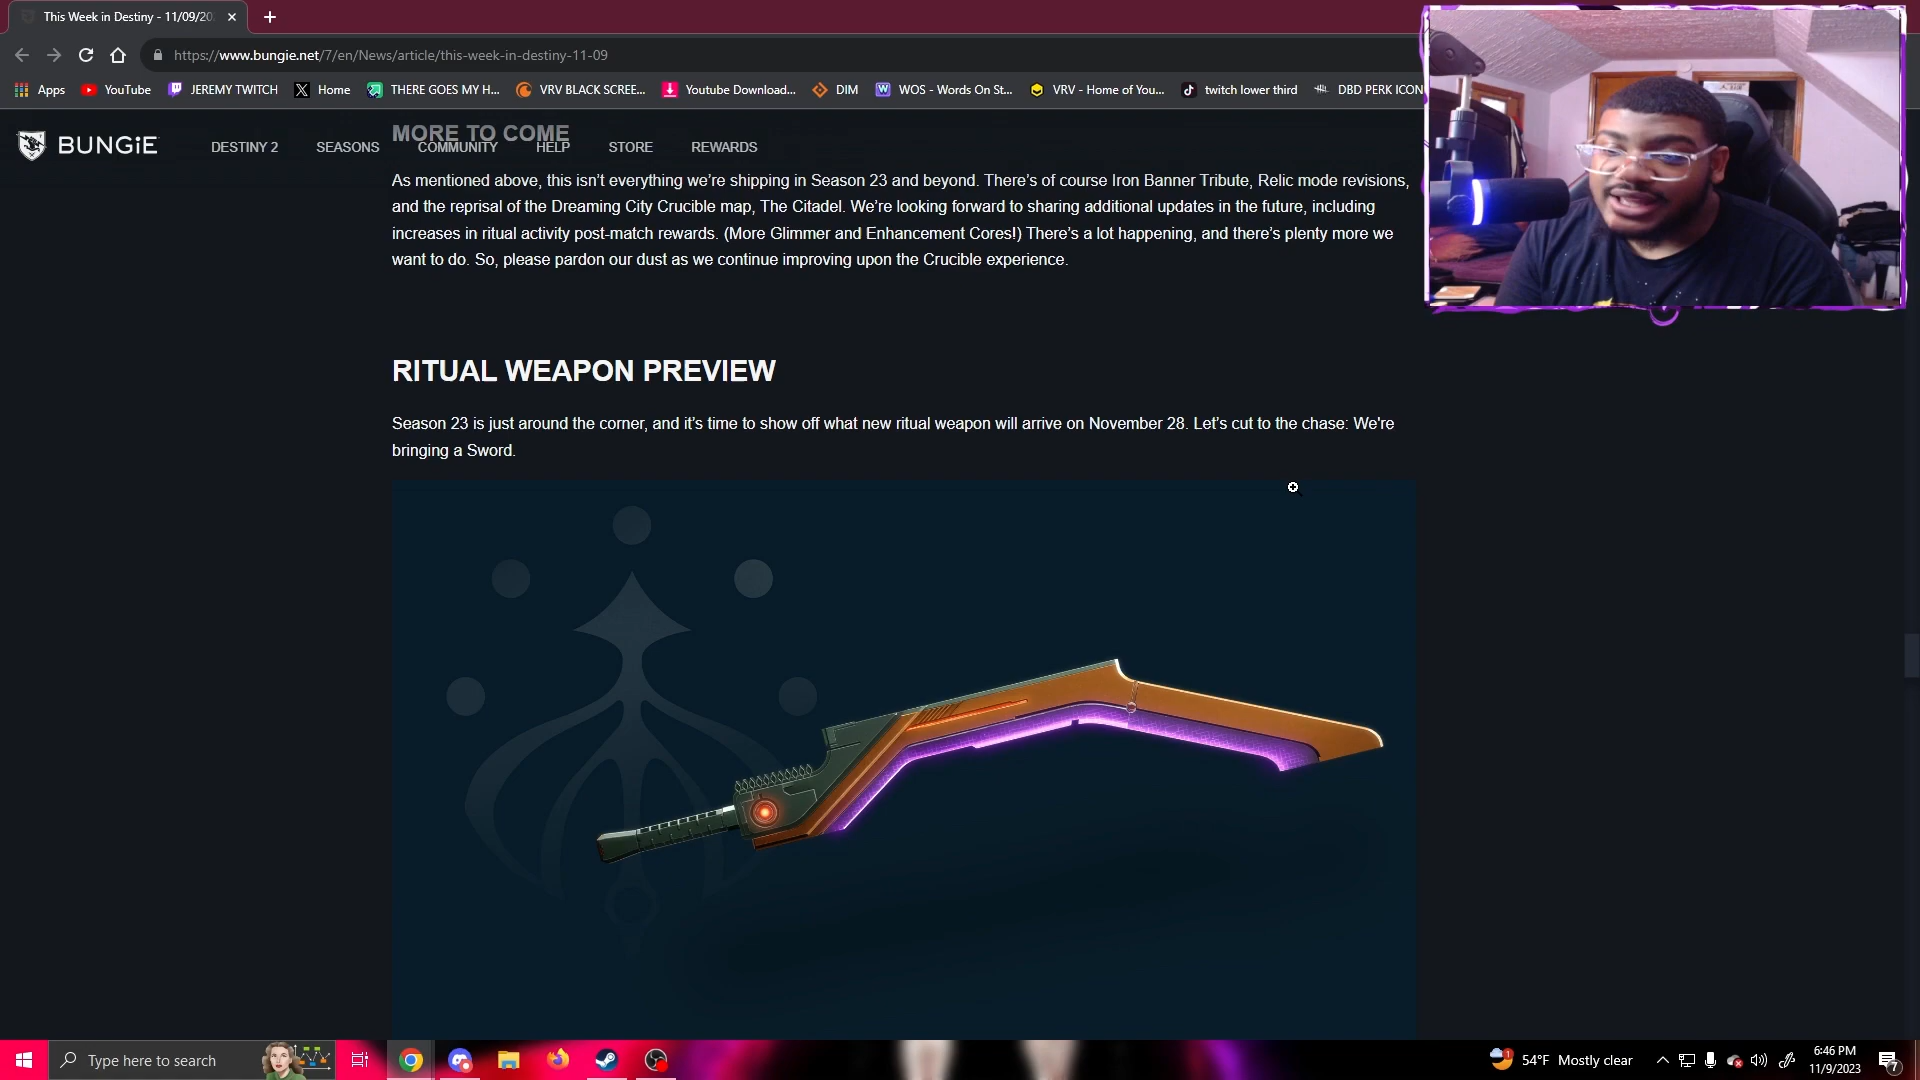 This Week in Destiny - 11/09/20
https://www.bungie.net/7/en/News/article/this-week-in-destiny-11-09
Apps YouTube JEREMY TWITCH Home THERE GOES MY H... VRV BLACK SCREE... Youtube Download... DIM WOS - Words On St... VRV - Home of You... twitch lower third DBD PERK ICON
MORE TO COME
BUNGiE DESTINY 2 SEASONS COMMUNITY HELP STORE REWARDS
As mentioned above, this isn’t everything we’re shipping in Season 23 and beyond. There’s of course Iron Banner Tribute, Relic mode revisions,
and the reprisal of the Dreaming City Crucible map, The Citadel. We’re looking forward to sharing additional updates in the future, including
increases in ritual activity post-match rewards. (More Glimmer and Enhancement Cores!) There’s a lot happening, and there’s plenty more we
want to do. So, please pardon our dust as we continue improving upon the Crucible experience.
RITUAL WEAPON PREVIEW
Season 23 is just around the corner, and it’s time to show off what new ritual weapon will arrive on November 28. Let’s cut to the chase: We're
bringing a Sword.
Type here to search
54°F Mostly clear
6:46 PM
11/9/2023
7